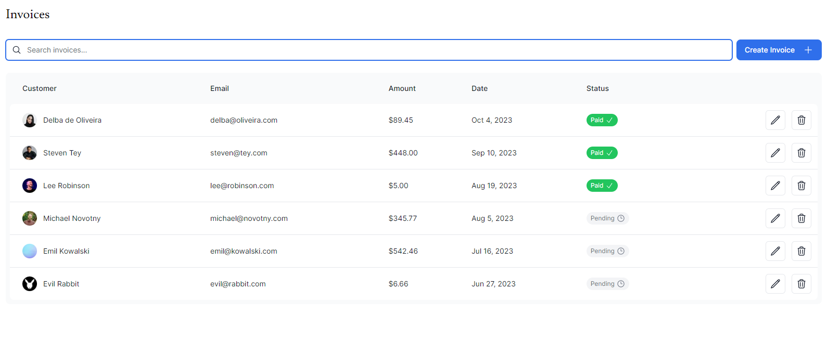 Invoices
Search invoices...
Create Invoice
Customer Email Amount Date Status
Delba de Oliveira delba@oliveira.com $89.45 Oct 4, 2023 Paid
Steven Tey steven@tey.com $448.00 Sep 10, 2023 Paid
Lee Robinson lee@robinson.com $5.00 Aug 19, 2023 Paid
Michael Novotny michael@novotny.com $345.77 Aug 5, 2023 Pending
Emil Kowalski emil@kowalski.com $542.46 Jul 16, 2023 Pending
Evil Rabbit evil@rabbit.com $6.66 Jun 27, 2023 Pending